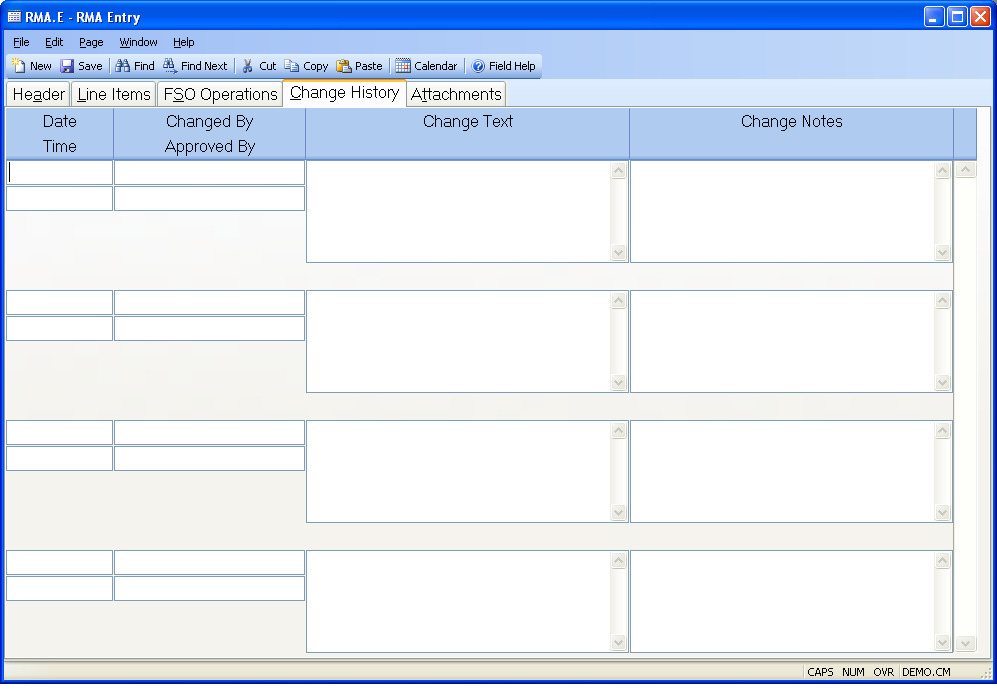 RMA.E - RMA Entry
File Edit Page Window Help
New Save Find Find Next Cut Copy Paste Calendar Field Help
Header Line Items FSO Operations Change History Attachments
Date Changed By Change Text Change Notes
Time Approved By
CAPS NUM OVR DEMO.CM